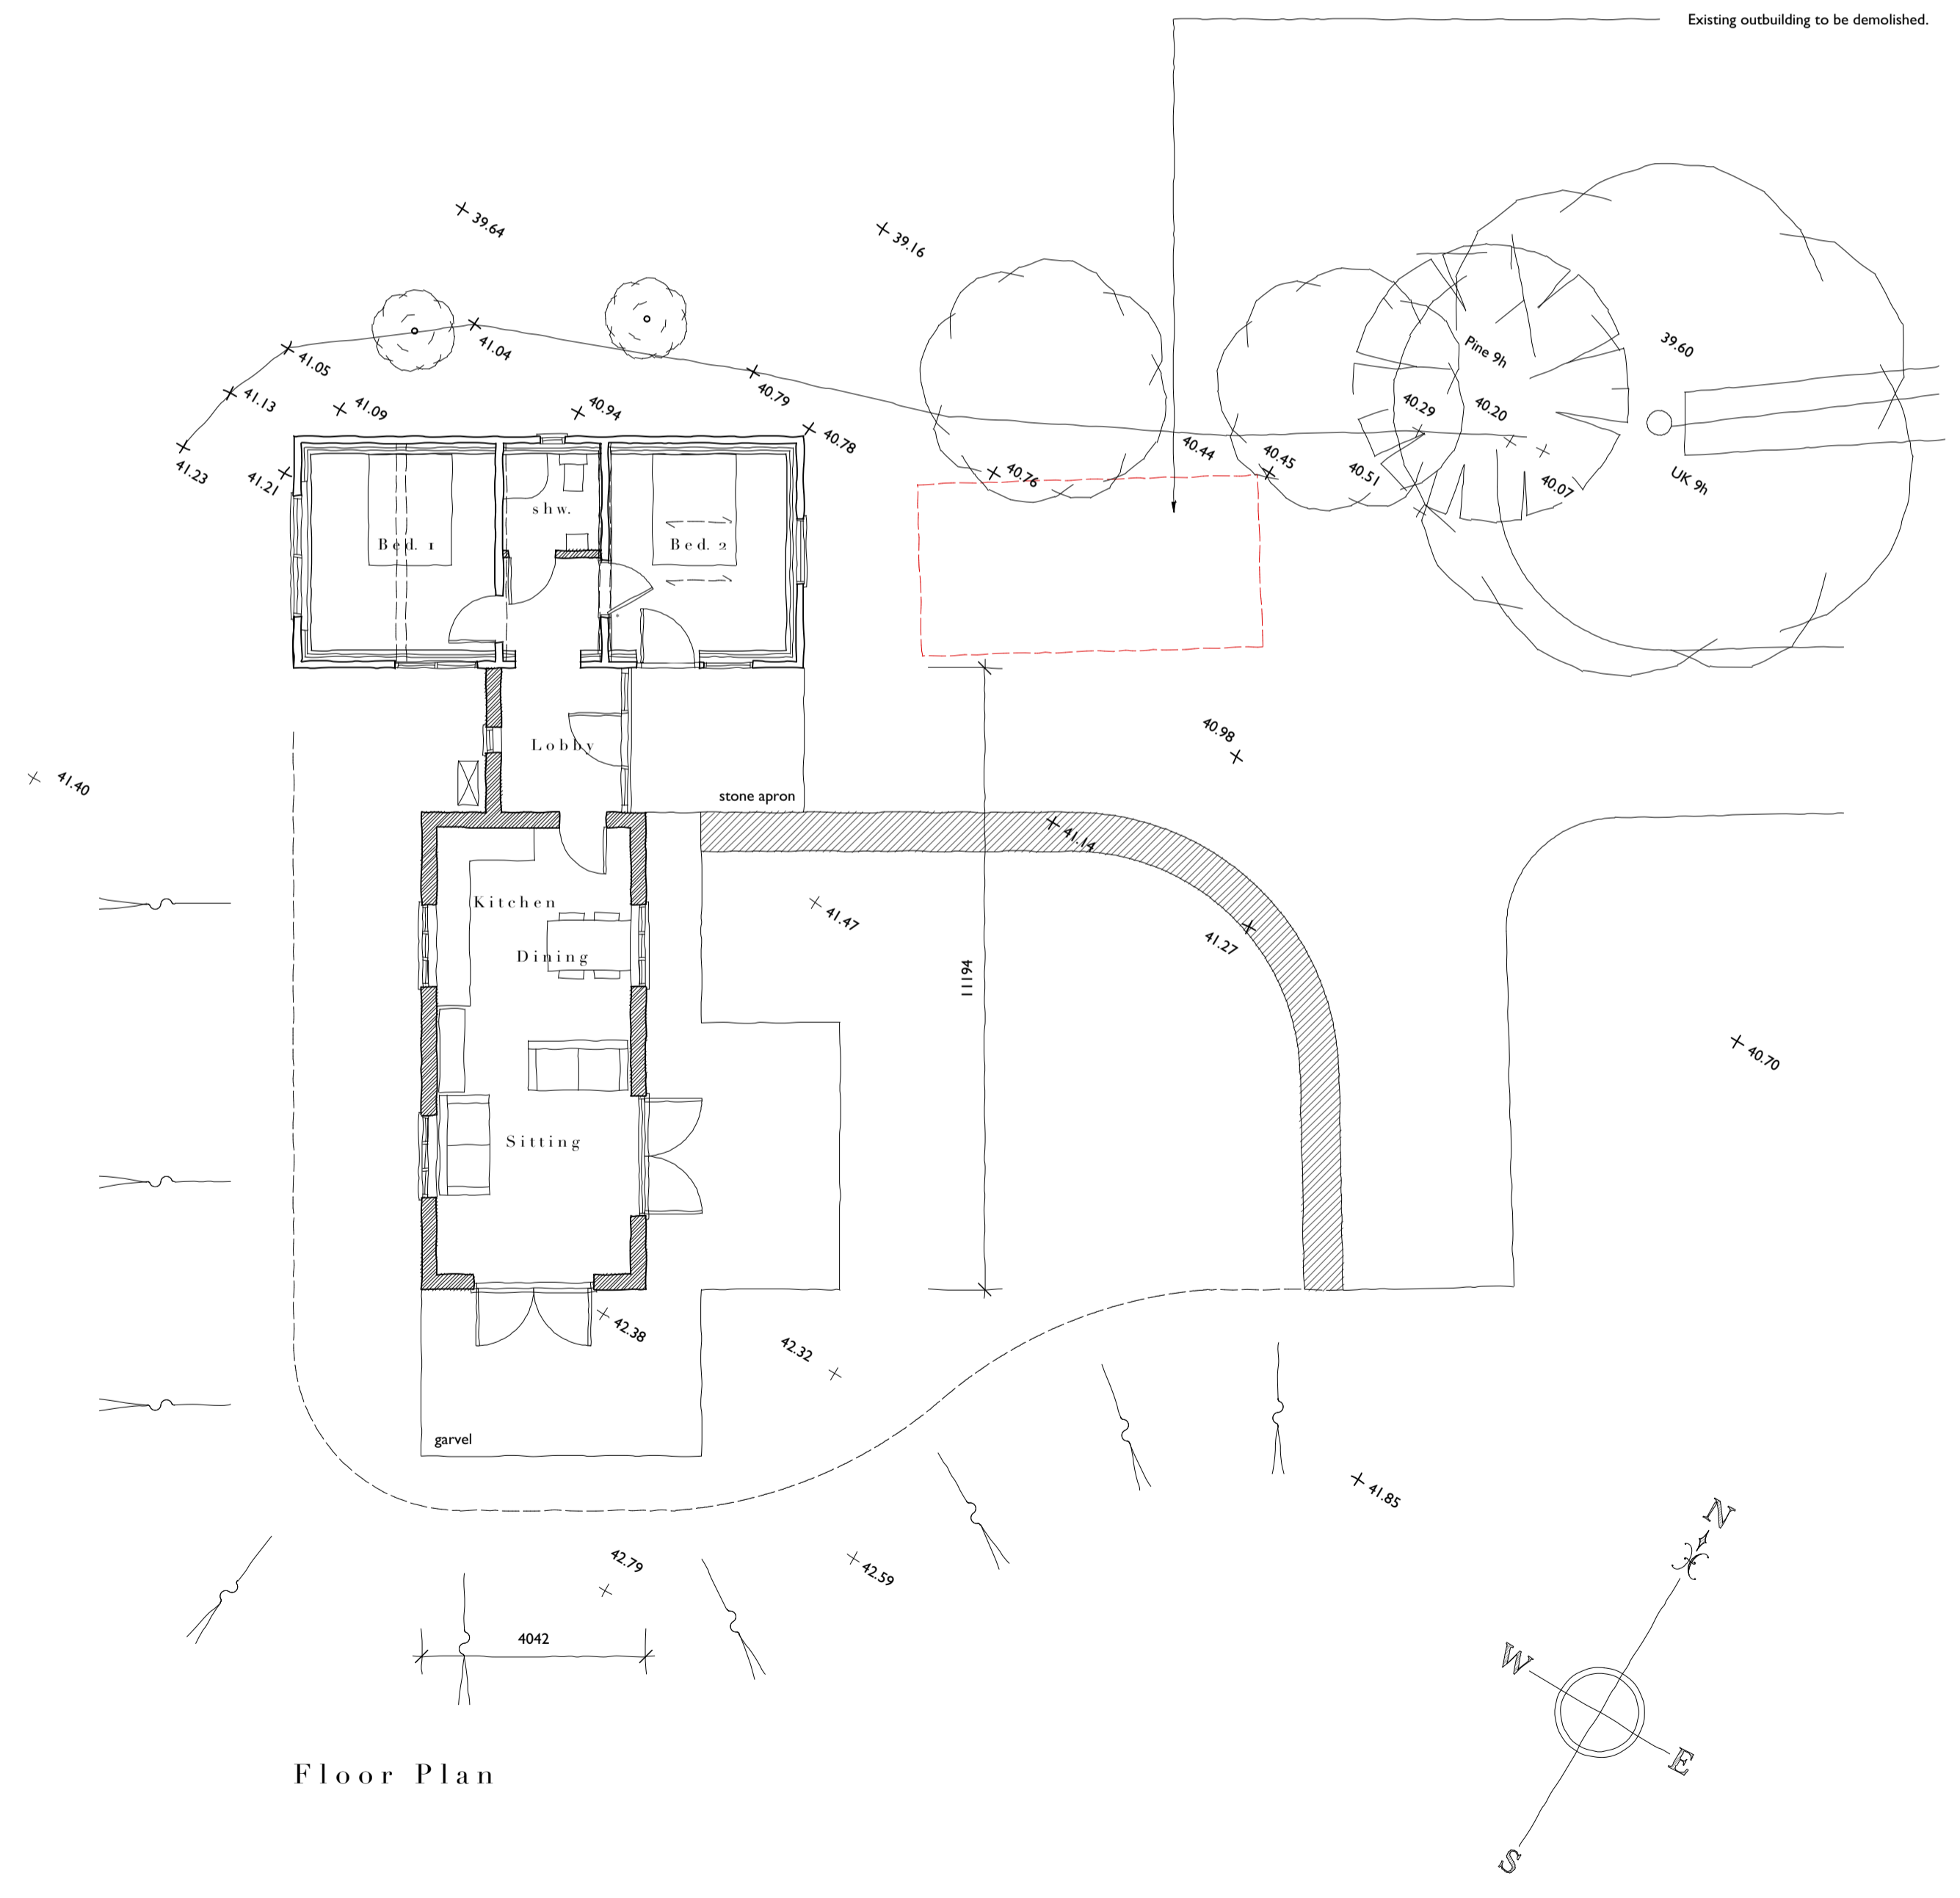 Existing outbuilding to be demolished.
39.64
39.16
41.04
41.05
Pine 9h
39.60
41.13
41.09
40.94
40.79
40.29
40.20
40.78
40.44
40.45
41.23
41.21
40.76
40.51
40.07
UK 9h
shw.
Bed. 1
Bed. 2
40.98
Lobby
41.40
stone apron
41.14
Kitchen
41.47
41.27
Dining
11194
40.70
Sitting
42.38
42.32
garvel
41.85
N
42.79
42.59
4042
W
E
Floor Plan
S